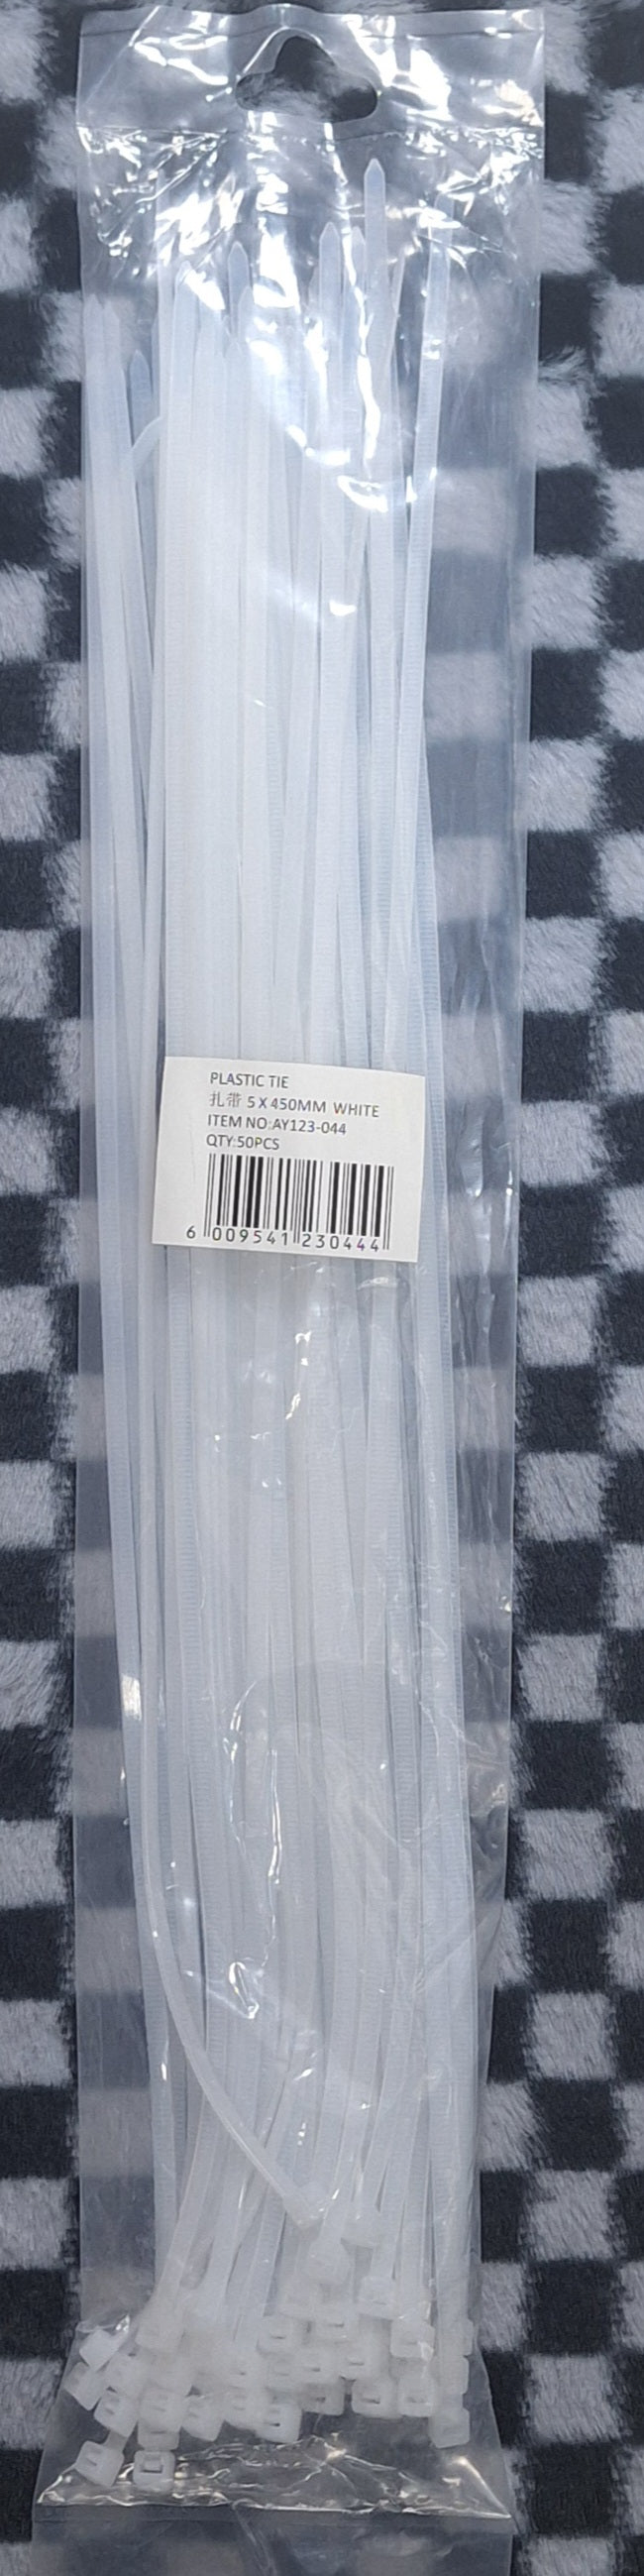 PLASTIC TIE
扎带 5 X 450MM WHITE
ITEM NO:AY123-044
QTY:50PCS
6 009541 230444